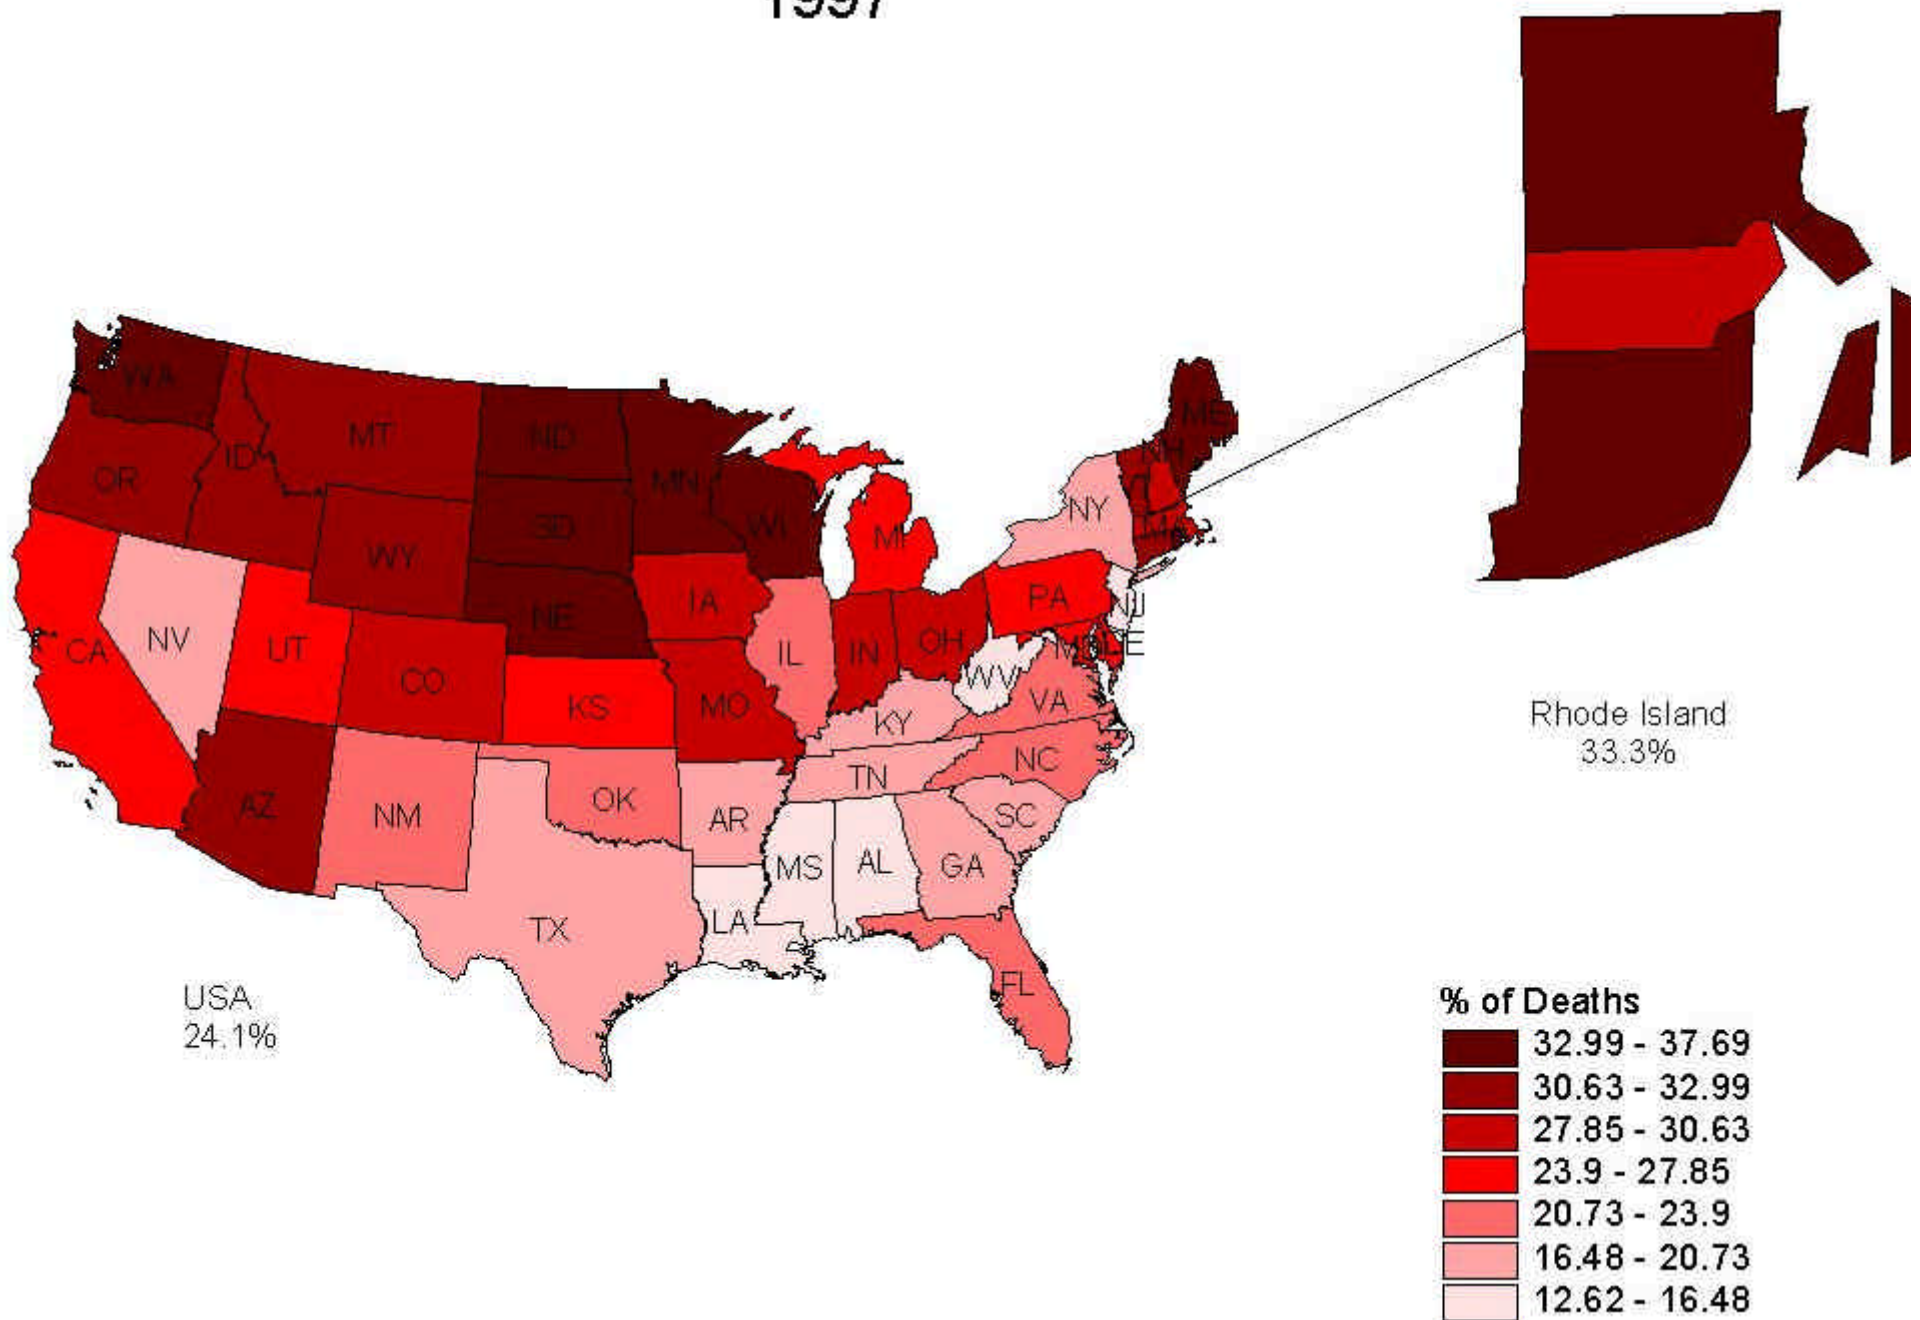 1997
WA
MT
ND
ME
NH
ID
OR
MN
NY
SD
WI
MI
MA
WY
IA
PA
NJ
NE
NV
UT
CA
IL
IN
OH
MD
DE
CO
WV
KS
MO
VA
KY
NC
TN
AZ
NM
OK
AR
SC
MS
AL
GA
LA
TX
FL
Rhode Island
33.3%
USA
24.1%
% of Deaths
32.99 - 37.69
30.63 - 32.99
27.85 - 30.63
23.9 - 27.85
20.73 - 23.9
16.48 - 20.73
12.62 - 16.48